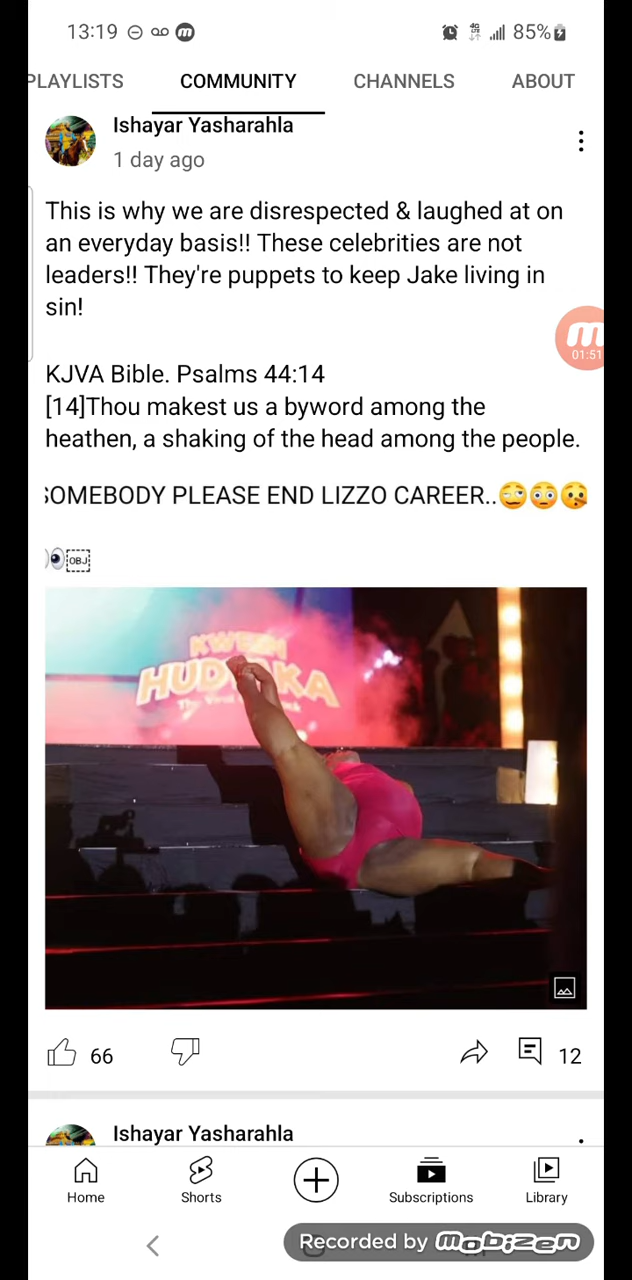 13:19
85%
PLAYLISTS COMMUNITY CHANNELS ABOUT
Ishayar Yasharahla
1 day ago
This is why we are disrespected & laughed at on
an everyday basis!! These celebrities are not
leaders!! They're puppets to keep Jake living in
sin!
01:51
KJVA Bible. Psalms 44:14
[14]Thou makest us a byword among the
heathen, a shaking of the head among the people.
SOMEBODY PLEASE END LIZZO CAREER..🙄😳🤥
👀OBJ
66
12
Ishayar Yasharahla
Home Shorts Subscriptions Library
Recorded by mobizen